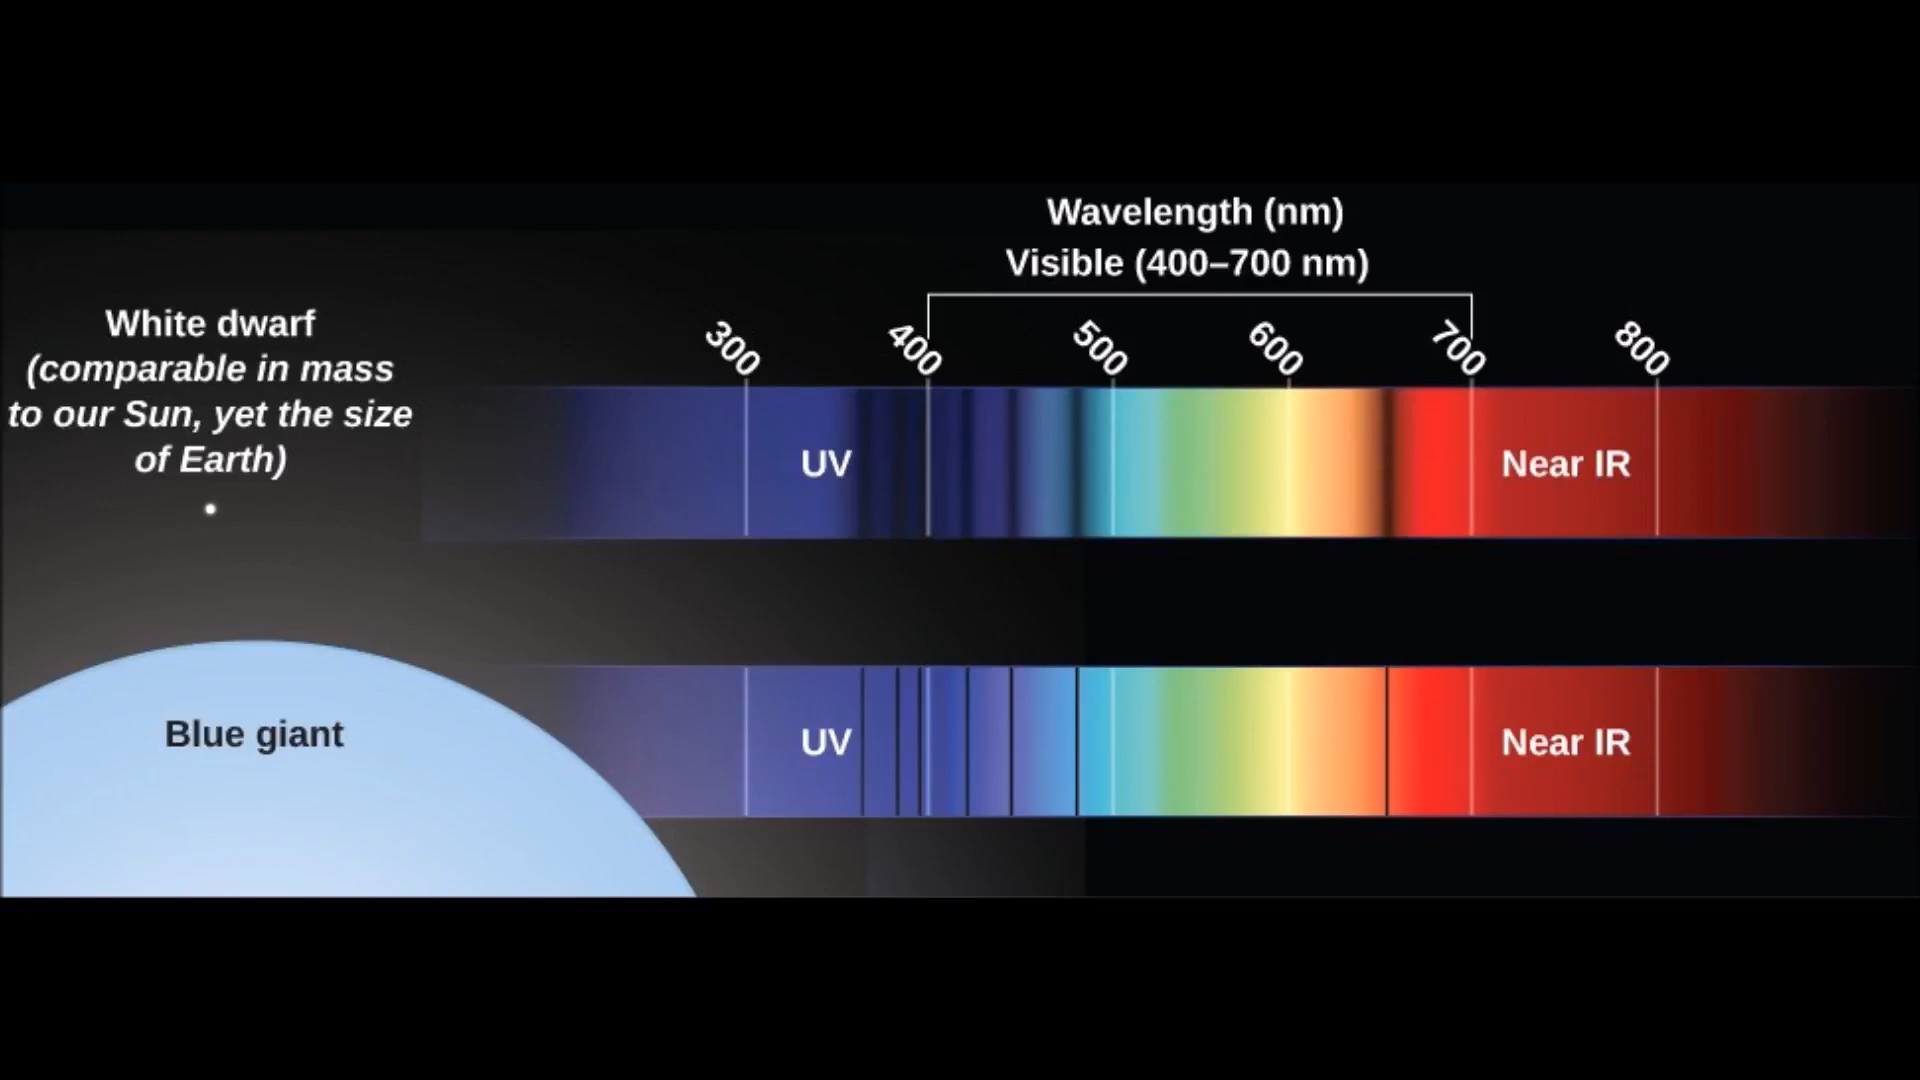 Wavelength (nm)
Visible (400–700 nm)
White dwarf
(comparable in mass
to our Sun, yet the size
of Earth)
300
400
500
600
700
800
UV
Near IR
Blue giant
UV
Near IR